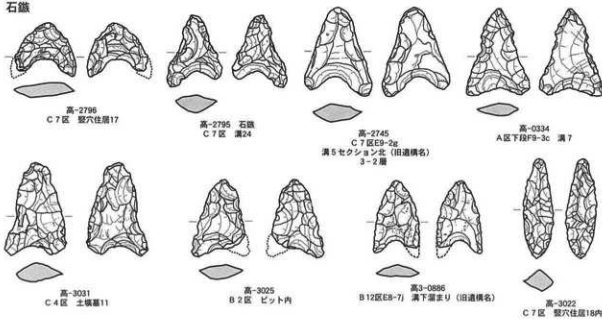 石鏃
高-2796
C7区 竪穴住居17
高-2795 石鏃
C7区 溝24
高-2745
C7区E9-2g
溝5セクション北(旧遺構名)
3-2層
高-0334
A区下段F9-3c 溝7
高-3031
C4区 土壙墓11
高-3025
B2区 ピット内
高3-0886
B12区E8-7j 溝下溜まり(旧遺構名)
高-3022
C7区 竪穴住居18内